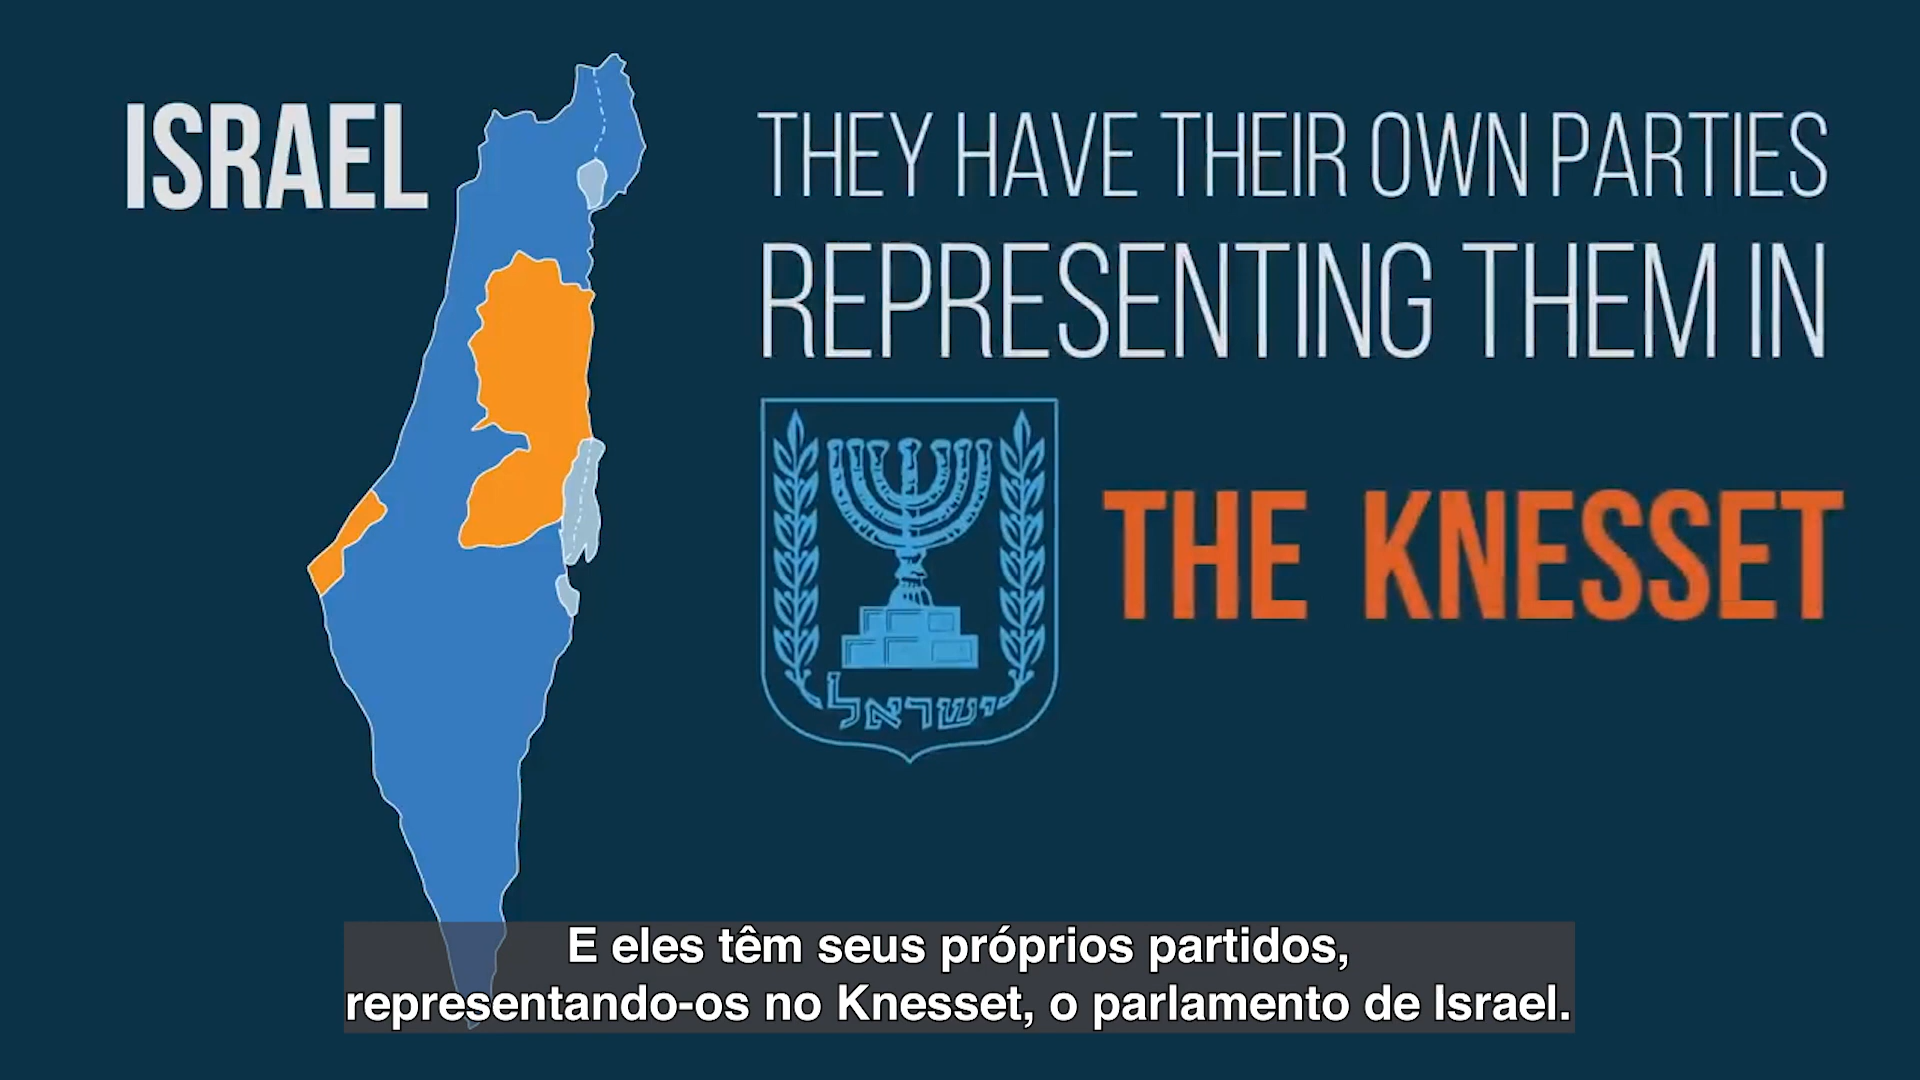 ISRAEL
THEY HAVE THEIR OWN PARTIES
REPRESENTING THEM IN
THE KNESSET
ישראל
E eles têm seus próprios partidos,
representando-os no Knesset, o parlamento de Israel.